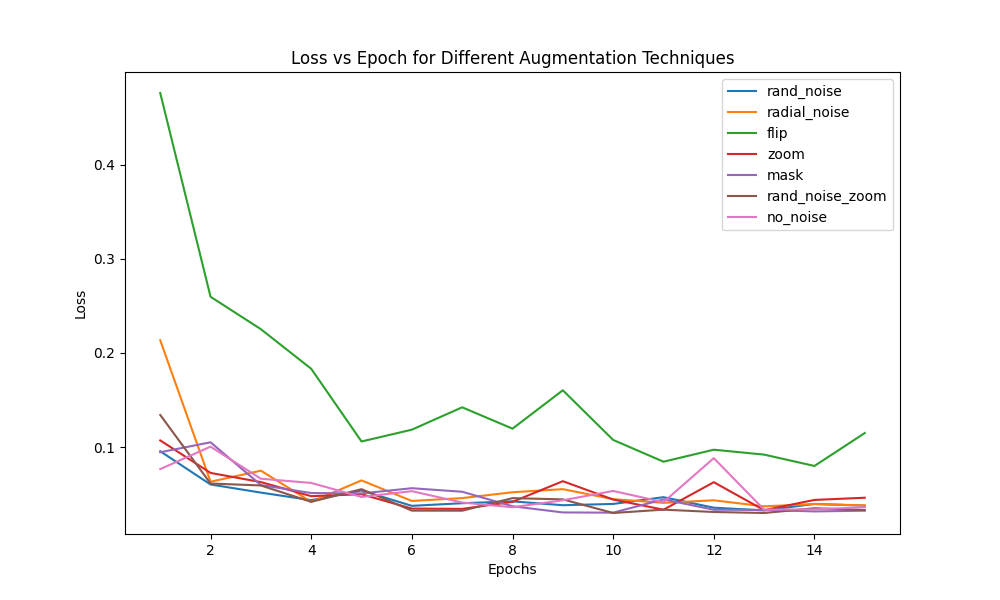 Loss vs Epoch for Different Augmentation Techniques
rand_noise
radial_noise
flip
zoom
mask
rand_noise_zoom
no_noise
0.4
0.3
0.2
0.1
Loss
2 4 6 8 10 12 14
Epochs